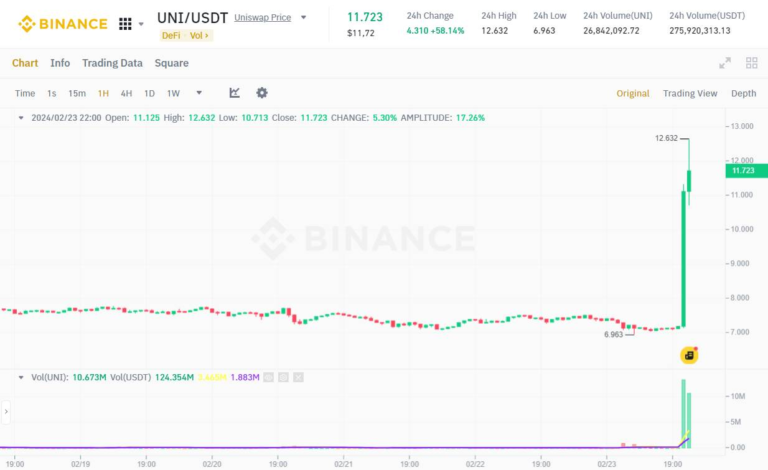 BINANCE
UNI/USDT Uniswap Price
DeFi · Vol
11.723
$11,72
24h Change
4.310 +58.14%
24h High
12.632
24h Low
6.963
24h Volume(UNI)
26,842,092.72
24h Volume(USDT)
275,920,313.13
Chart Info Trading Data Square
Time 1s 15m 1H 4H 1D 1W
Original Trading View Depth
2024/02/23 22:00 Open: 11.125 High: 12.632 Low: 10.713 Close: 11.723 CHANGE: 5.30% AMPLITUDE: 17.26%
13.000
12.632
12.000
11.723
11.000
10.000
BINANCE
9.000
8.000
7.000
6.963
Vol(UNI): 10.673M Vol(USDT) 124.354M 1.883M
10M
5M
0.00
19:00 02/19 19:00 02/20 19:00 02/21 19:00 02/22 19:00 02/23 19:00